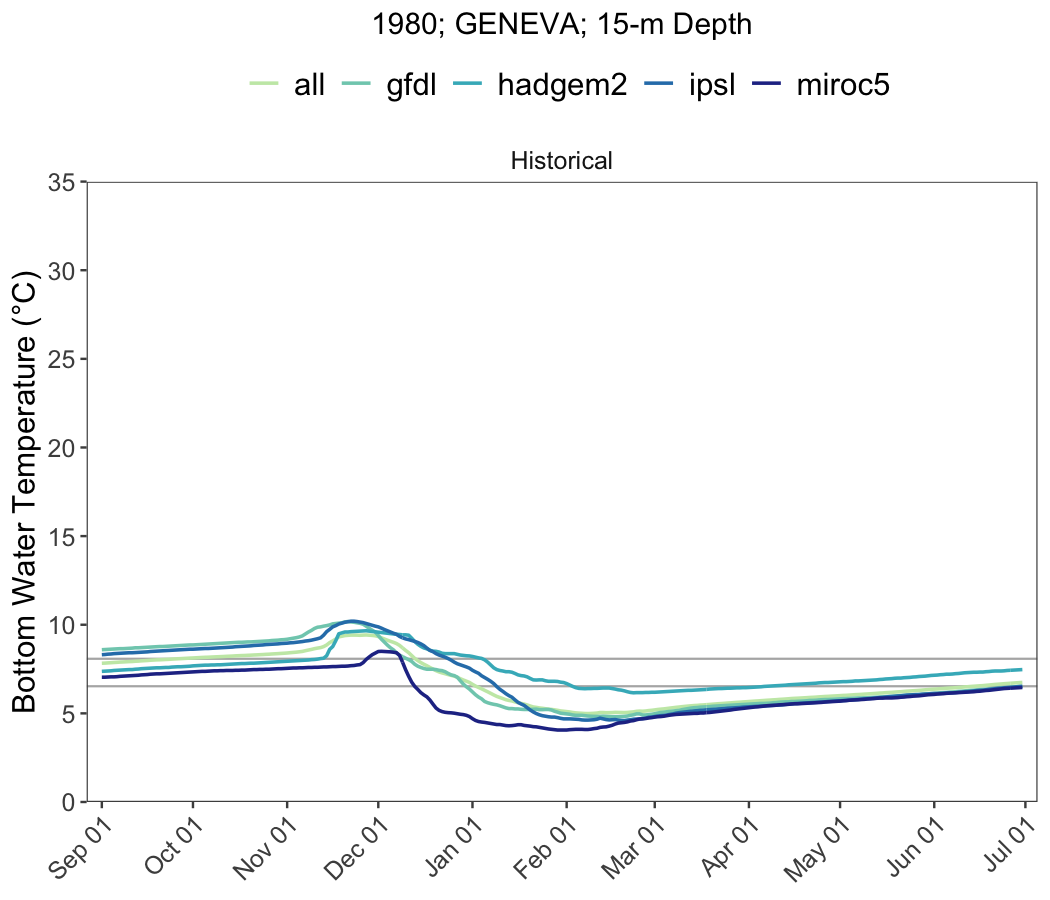 1980; GENEVA; 15-m Depth
all gfdl hadgem2 ipsl miroc5
Historical
Bottom Water Temperature (°C)
35
30
25
20
15
10
5
0
Sep 01 Oct 01 Nov 01 Dec 01 Jan 01 Feb 01 Mar 01 Apr 01 May 01 Jun 01 Jul 01